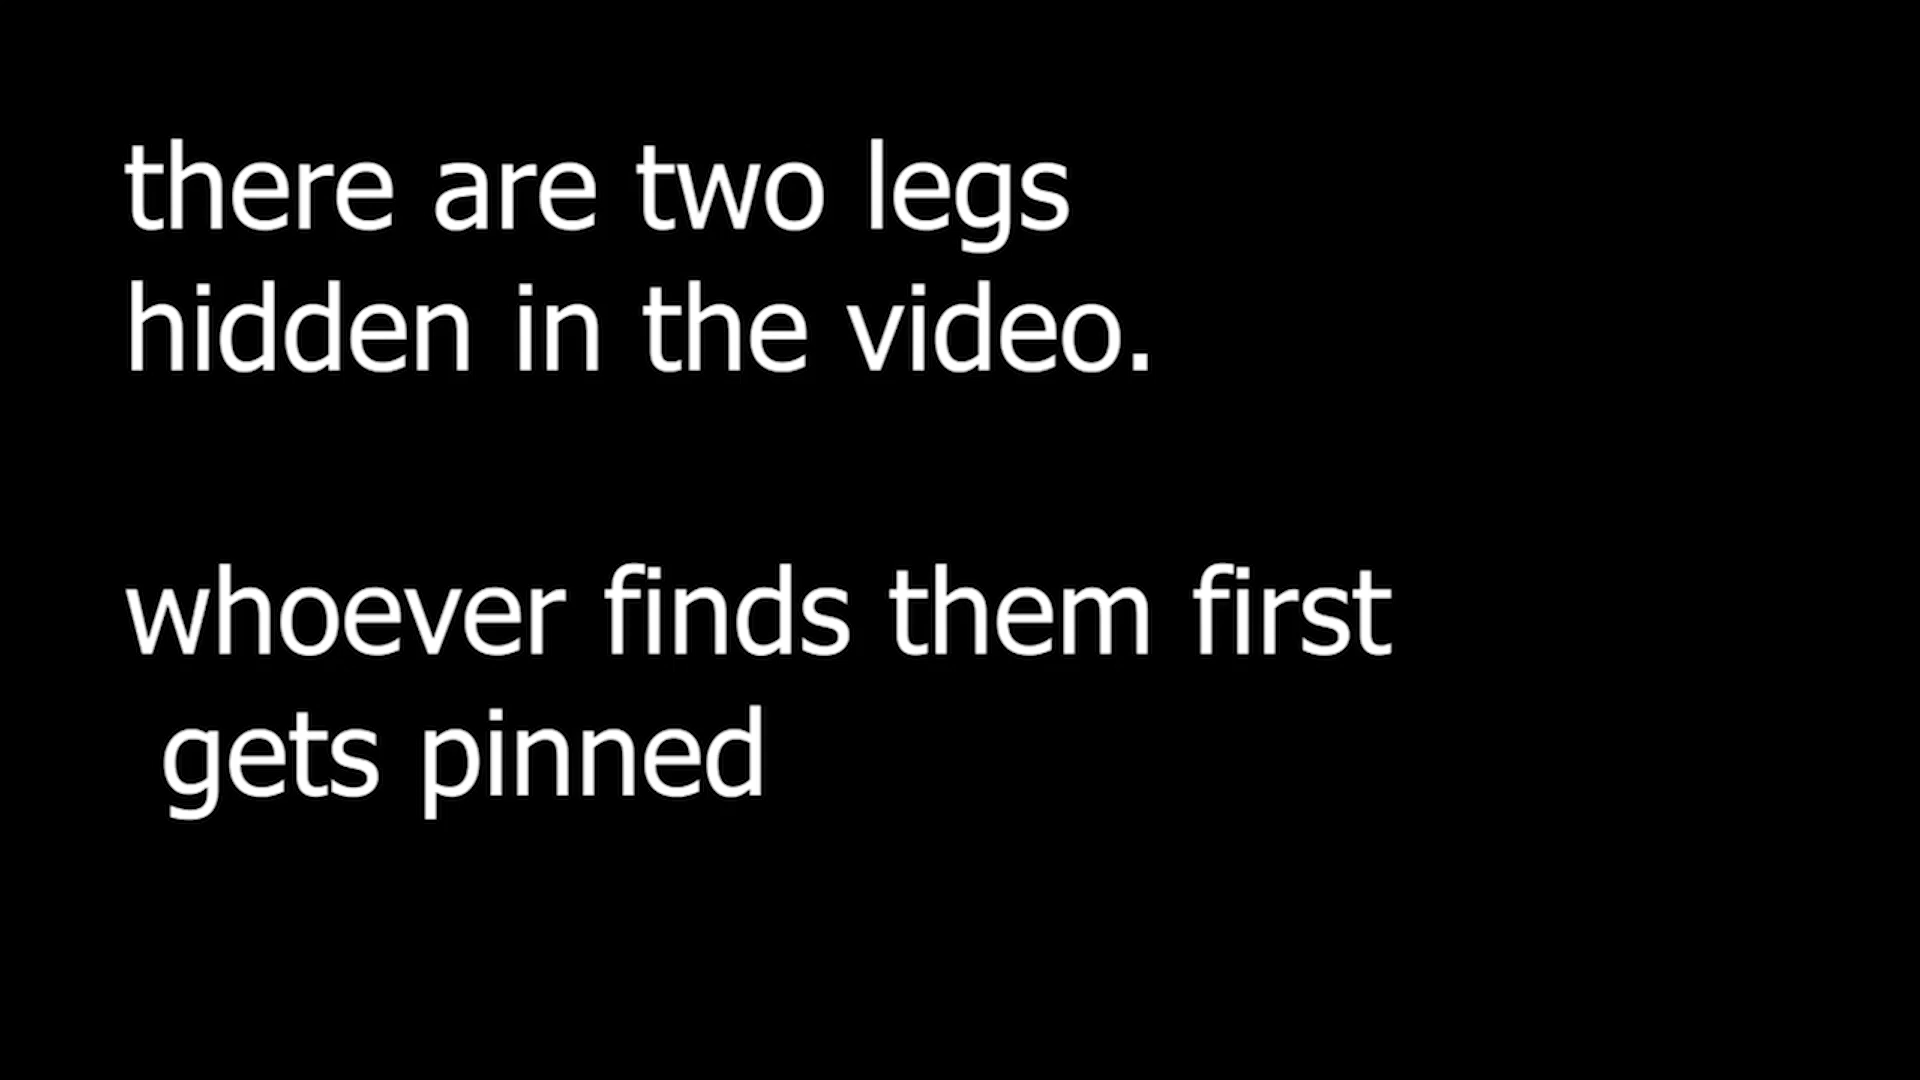 there are two legs
hidden in the video.
whoever finds them first
gets pinned